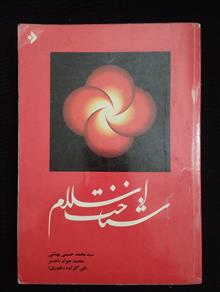 شناخت اسلام
سید محمد حسینی بهشتی
محمد جواد باهنر
علی گلزاده (غفوری)